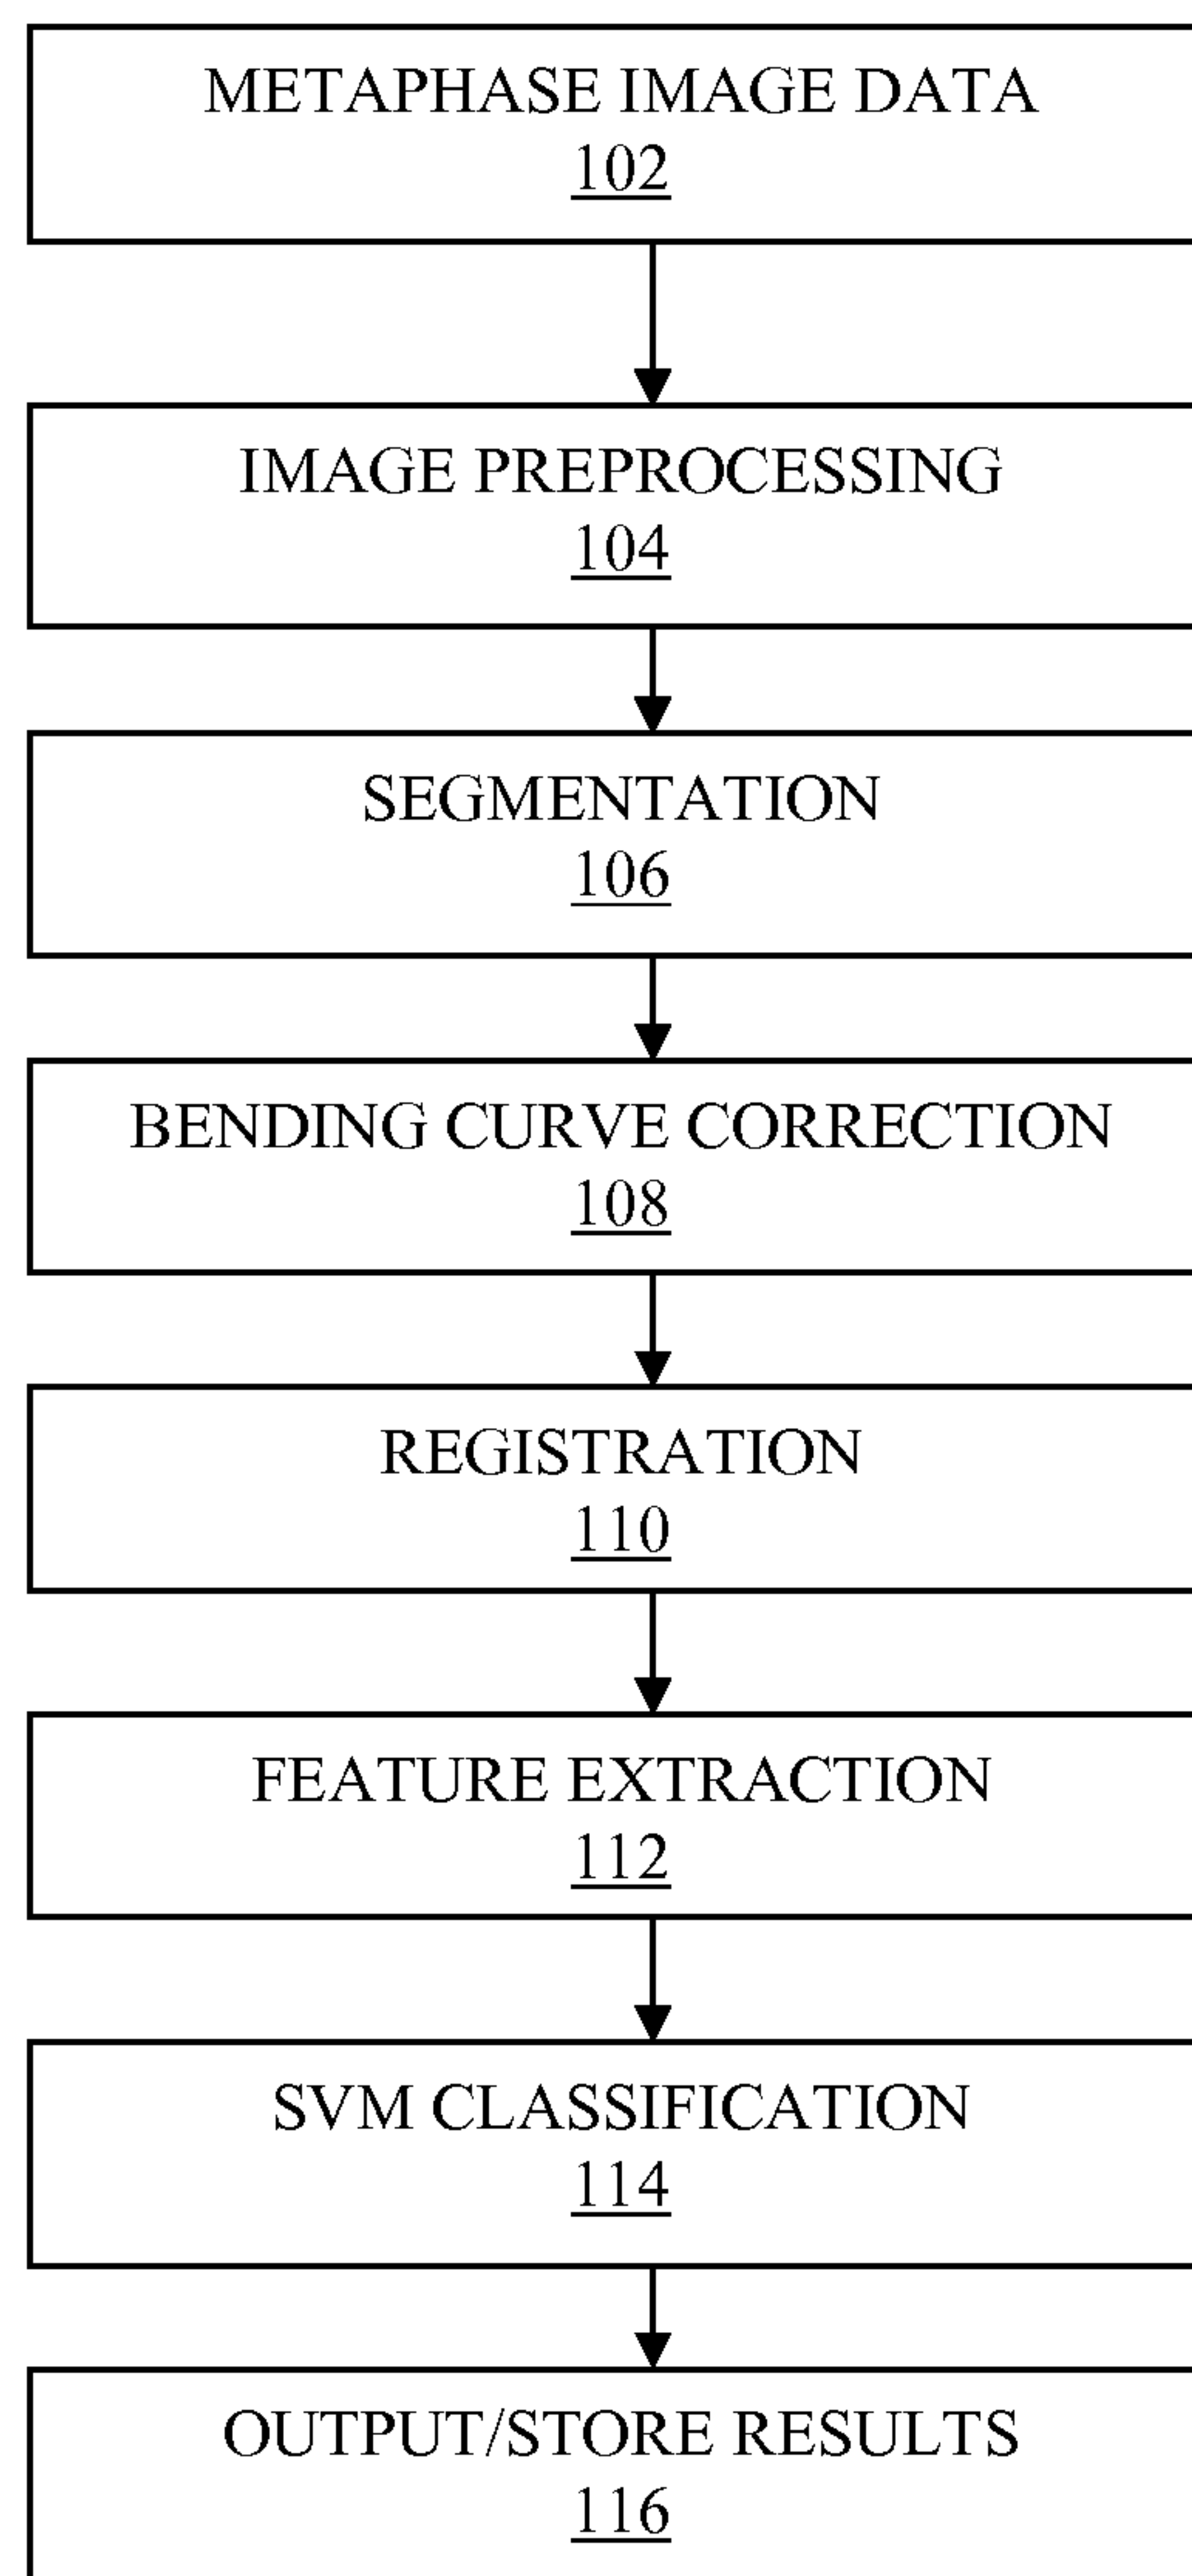 METAPHASE IMAGE DATA
102
IMAGE PREPROCESSING
104
SEGMENTATION
106
BENDING CURVE CORRECTION
108
REGISTRATION
110
FEATURE EXTRACTION
112
SVM CLASSIFICATION
114
OUTPUT/STORE RESULTS
116